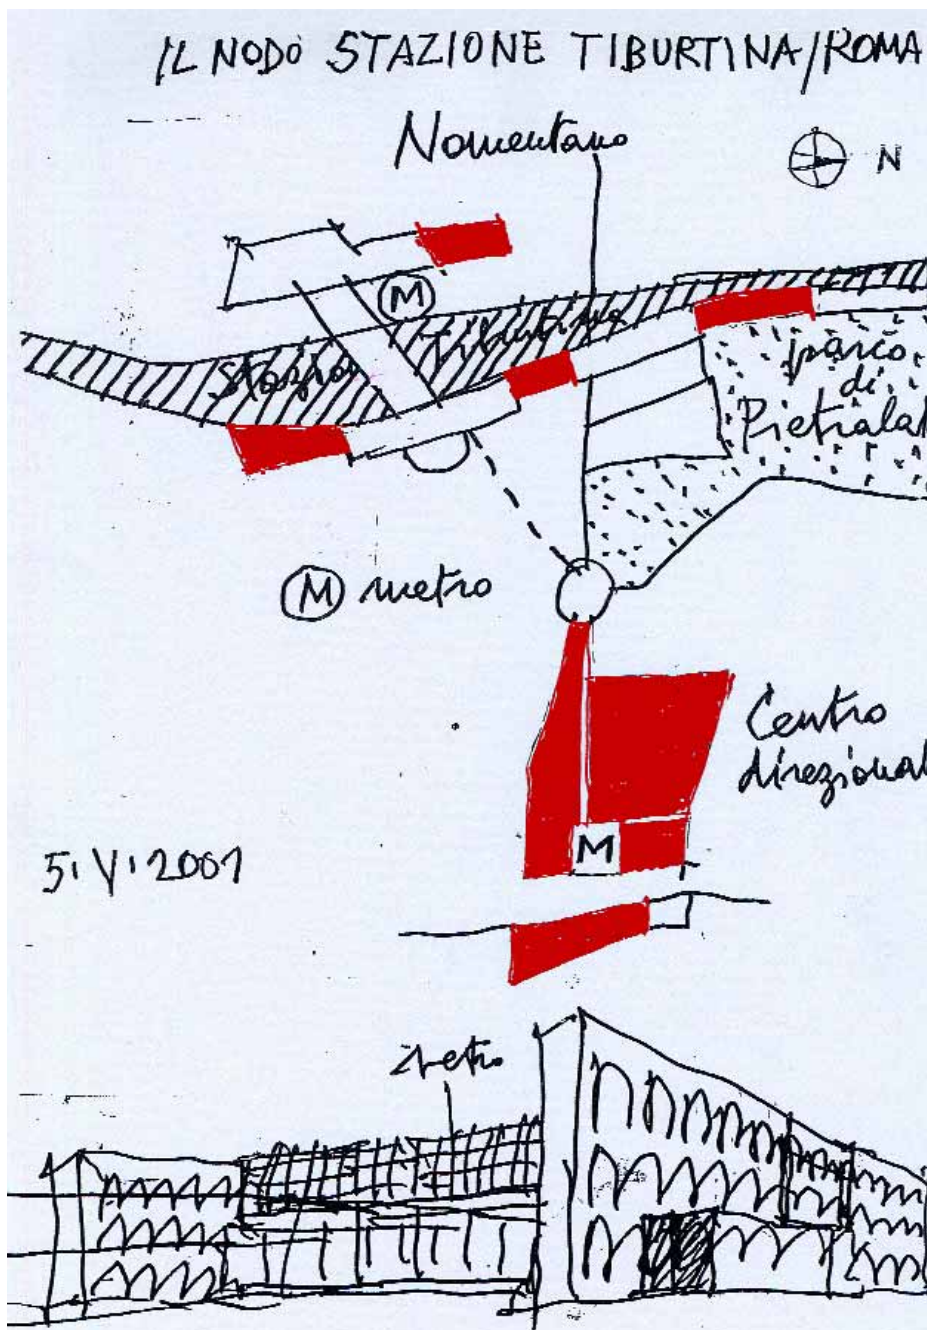 IL NODO STAZIONE TIBURTINA/ROMA
Nomentano
N
M
Stazione Tiburtina
parco
di
Pietralat
M metro
Centro
direzional
M
5.V.2001
vetro